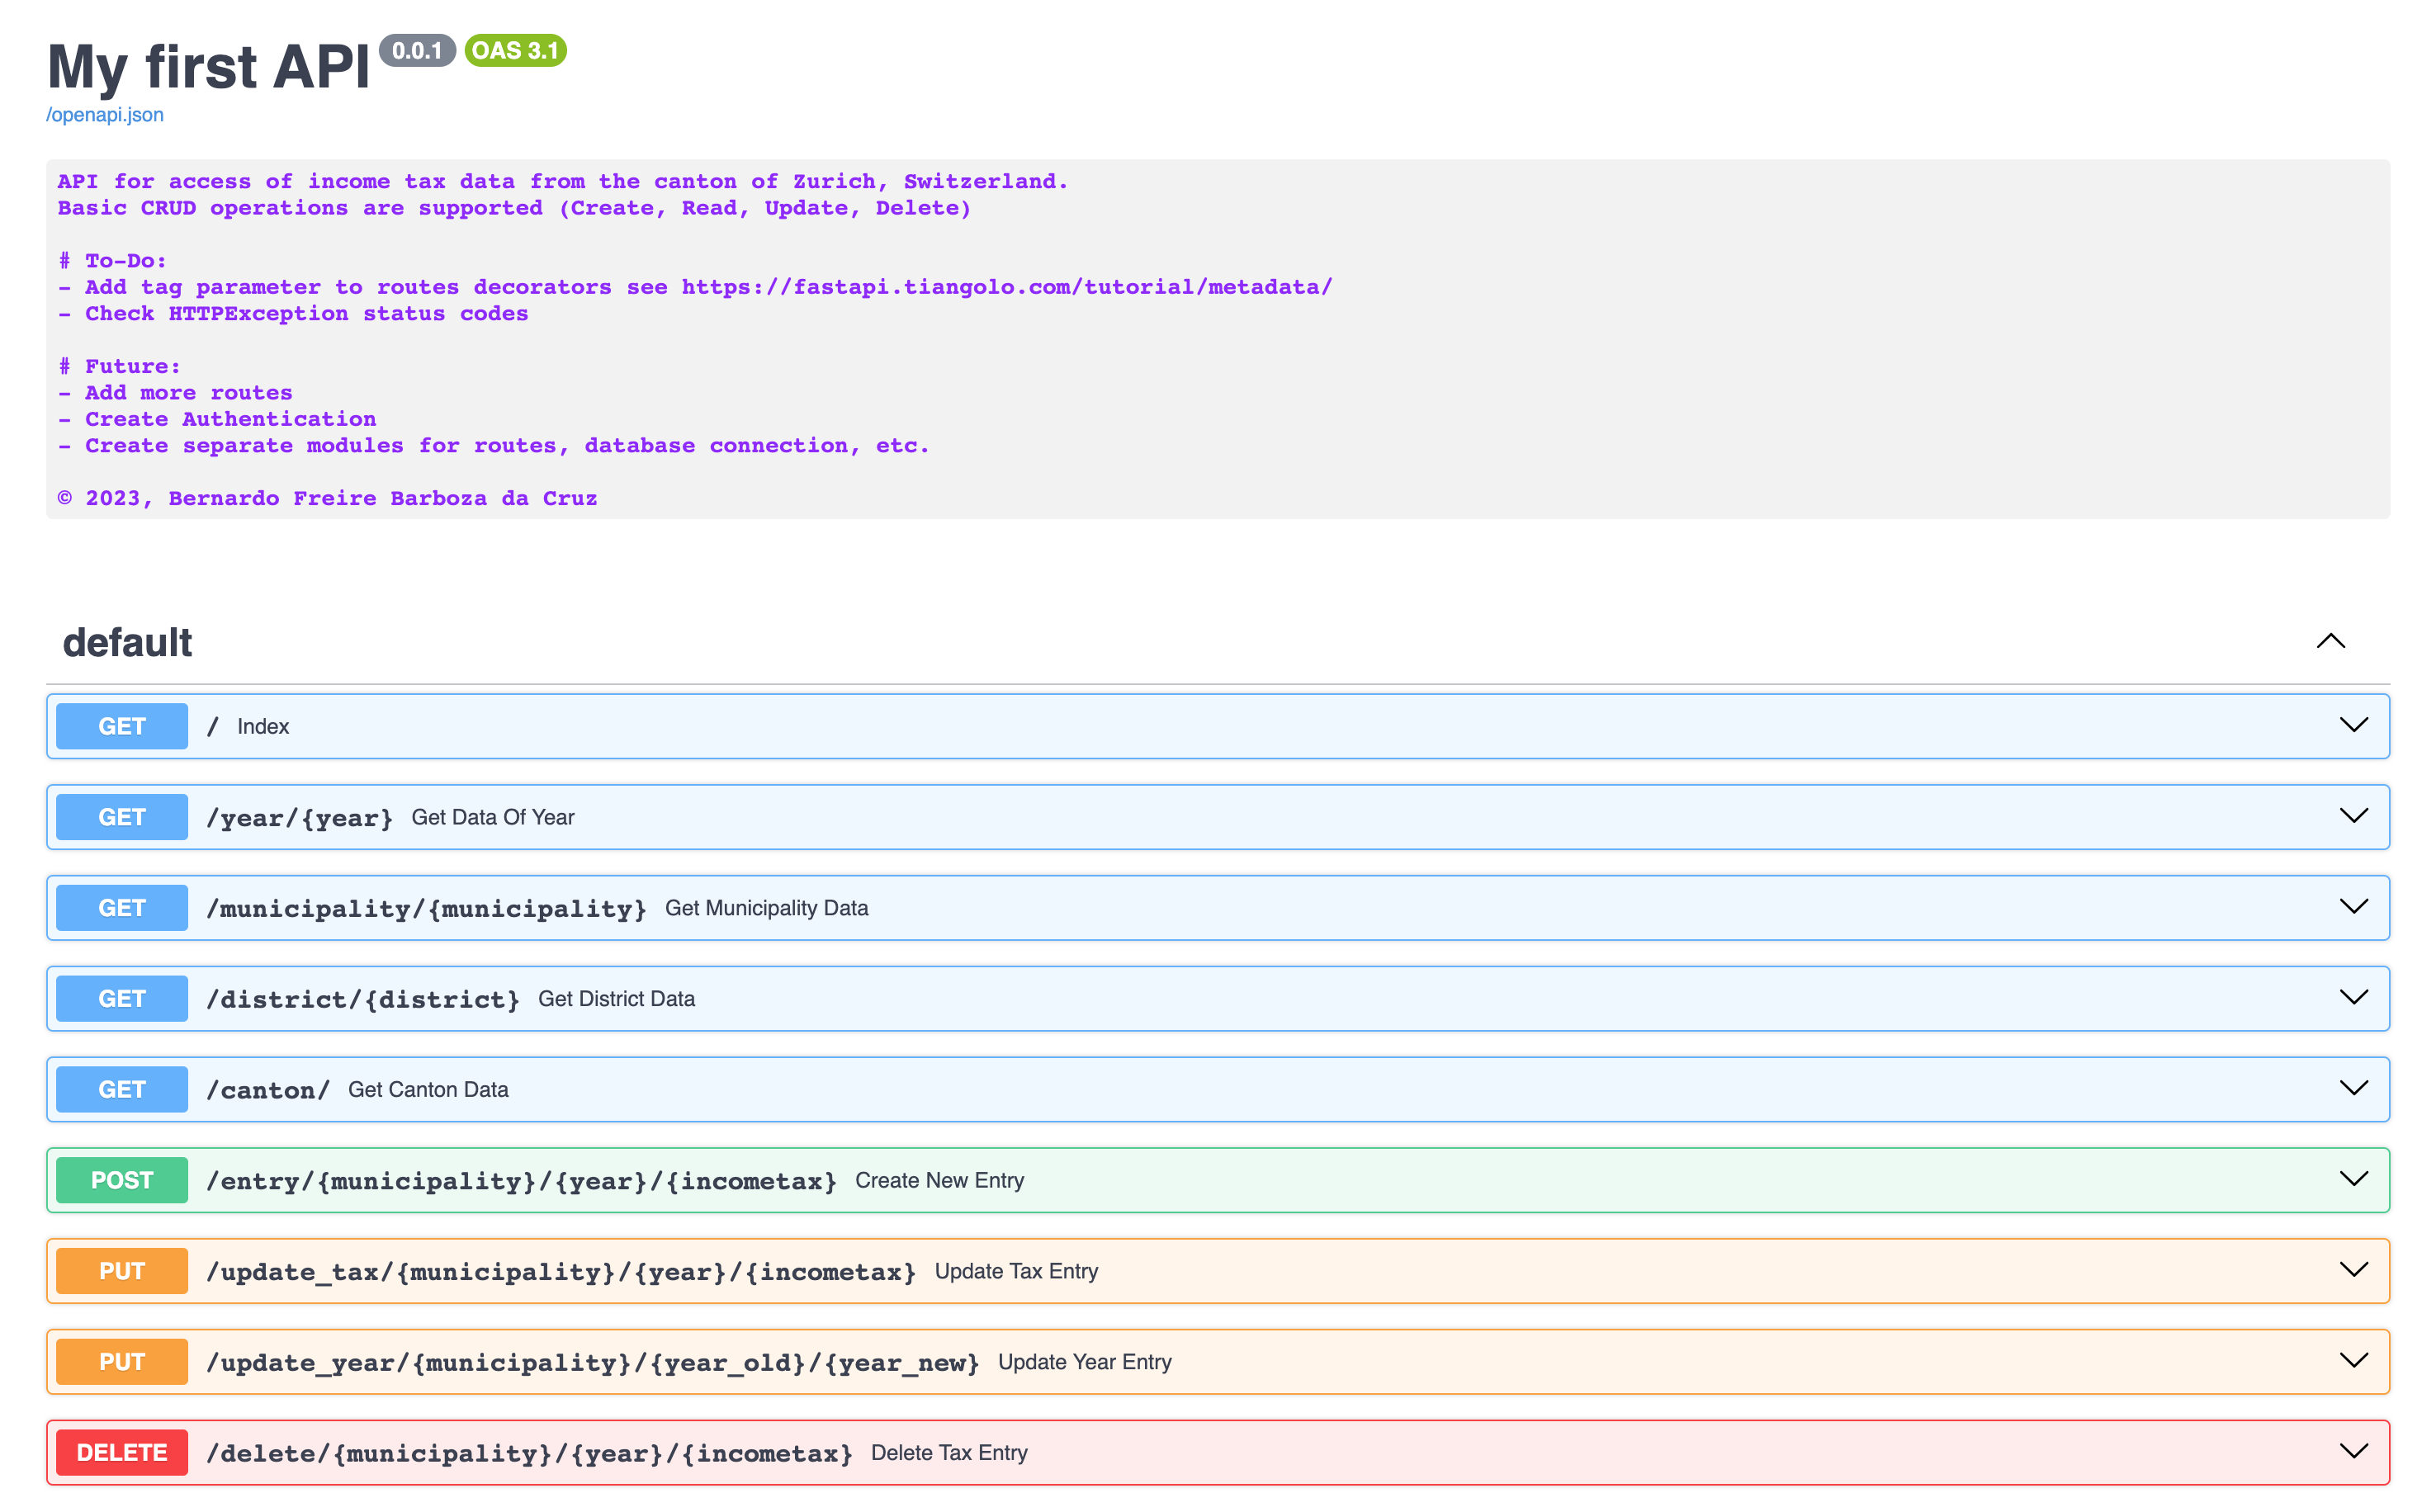 My first API 0.0.1 OAS 3.1
/openapi.json
API for access of income tax data from the canton of Zurich, Switzerland.
Basic CRUD operations are supported (Create, Read, Update, Delete)
# To-Do:
- Add tag parameter to routes decorators see https://fastapi.tiangolo.com/tutorial/metadata/
- Check HTTPException status codes
# Future:
- Add more routes
- Create Authentication
- Create separate modules for routes, database connection, etc.
© 2023, Bernardo Freire Barboza da Cruz
default
GET / Index
GET /year/{year} Get Data Of Year
GET /municipality/{municipality} Get Municipality Data
GET /district/{district} Get District Data
GET /canton/ Get Canton Data
POST /entry/{municipality}/{year}/{incometax} Create New Entry
PUT /update_tax/{municipality}/{year}/{incometax} Update Tax Entry
PUT /update_year/{municipality}/{year_old}/{year_new} Update Year Entry
DELETE /delete/{municipality}/{year}/{incometax} Delete Tax Entry